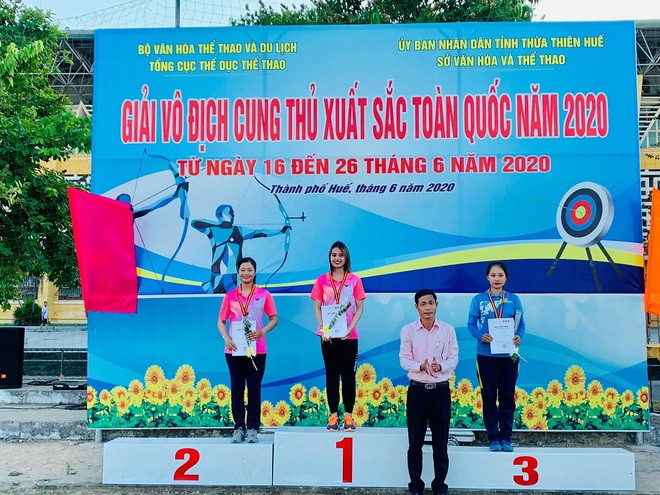 BỘ VĂN HÓA THỂ THAO VÀ DU LỊCH
TỔNG CỤC THỂ DỤC THỂ THAO
ỦY BAN NHÂN DÂN TỈNH THỪA THIÊN HUẾ
SỞ VĂN HÓA VÀ THỂ THAO
GIẢI VÔ ĐỊCH CUNG THỦ XUẤT SẮC TOÀN QUỐC NĂM 2020
TỪ NGÀY 16 ĐẾN 26 THÁNG 6 NĂM 2020
Thành phố Huế, tháng 6 năm 2020
2
1
3